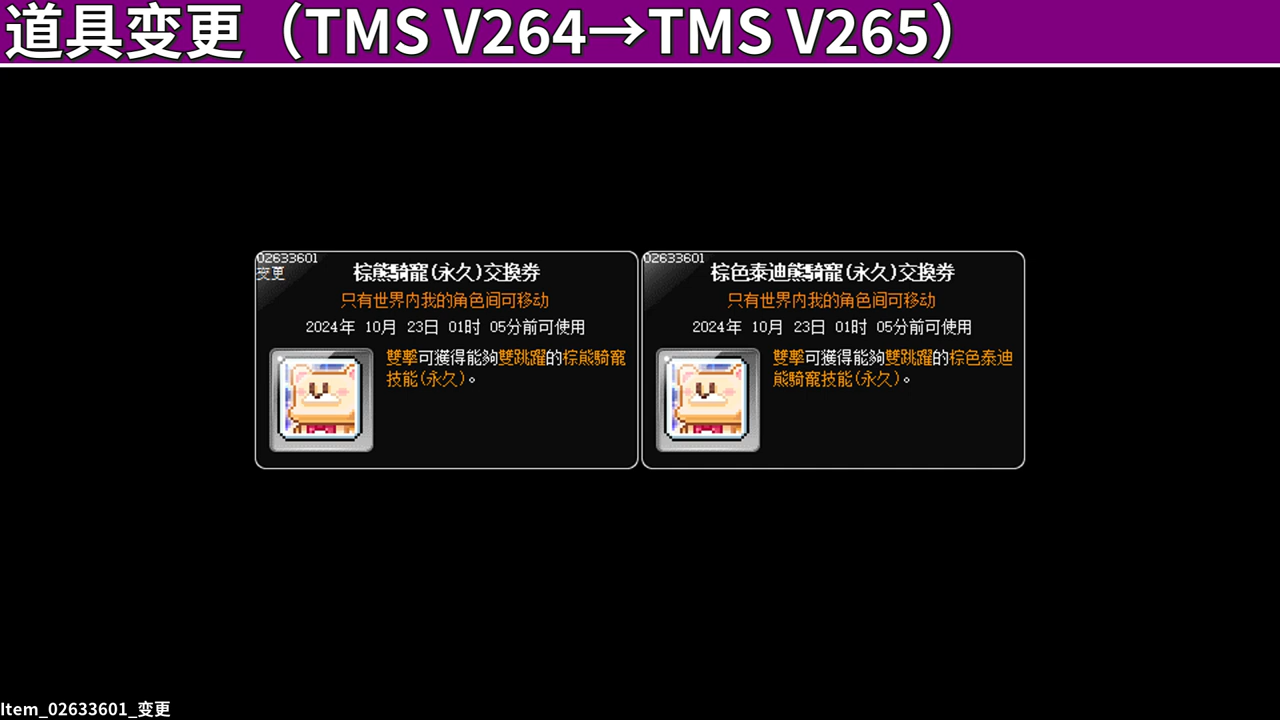 道具变更（TMS V264→TMS V265）
02633601
变更
棕熊騎寵(永久)交換券
只有世界内我的角色间可移动
2024年 10月 23日 01时 05分前可使用
雙擊可獲得能夠雙跳躍的棕熊騎寵
技能(永久)。
02633601
棕色泰迪熊騎寵(永久)交換券
只有世界内我的角色间可移动
2024年 10月 23日 01时 05分前可使用
雙擊可獲得能夠雙跳躍的棕色泰迪
熊騎寵技能(永久)。
Item_02633601_变更